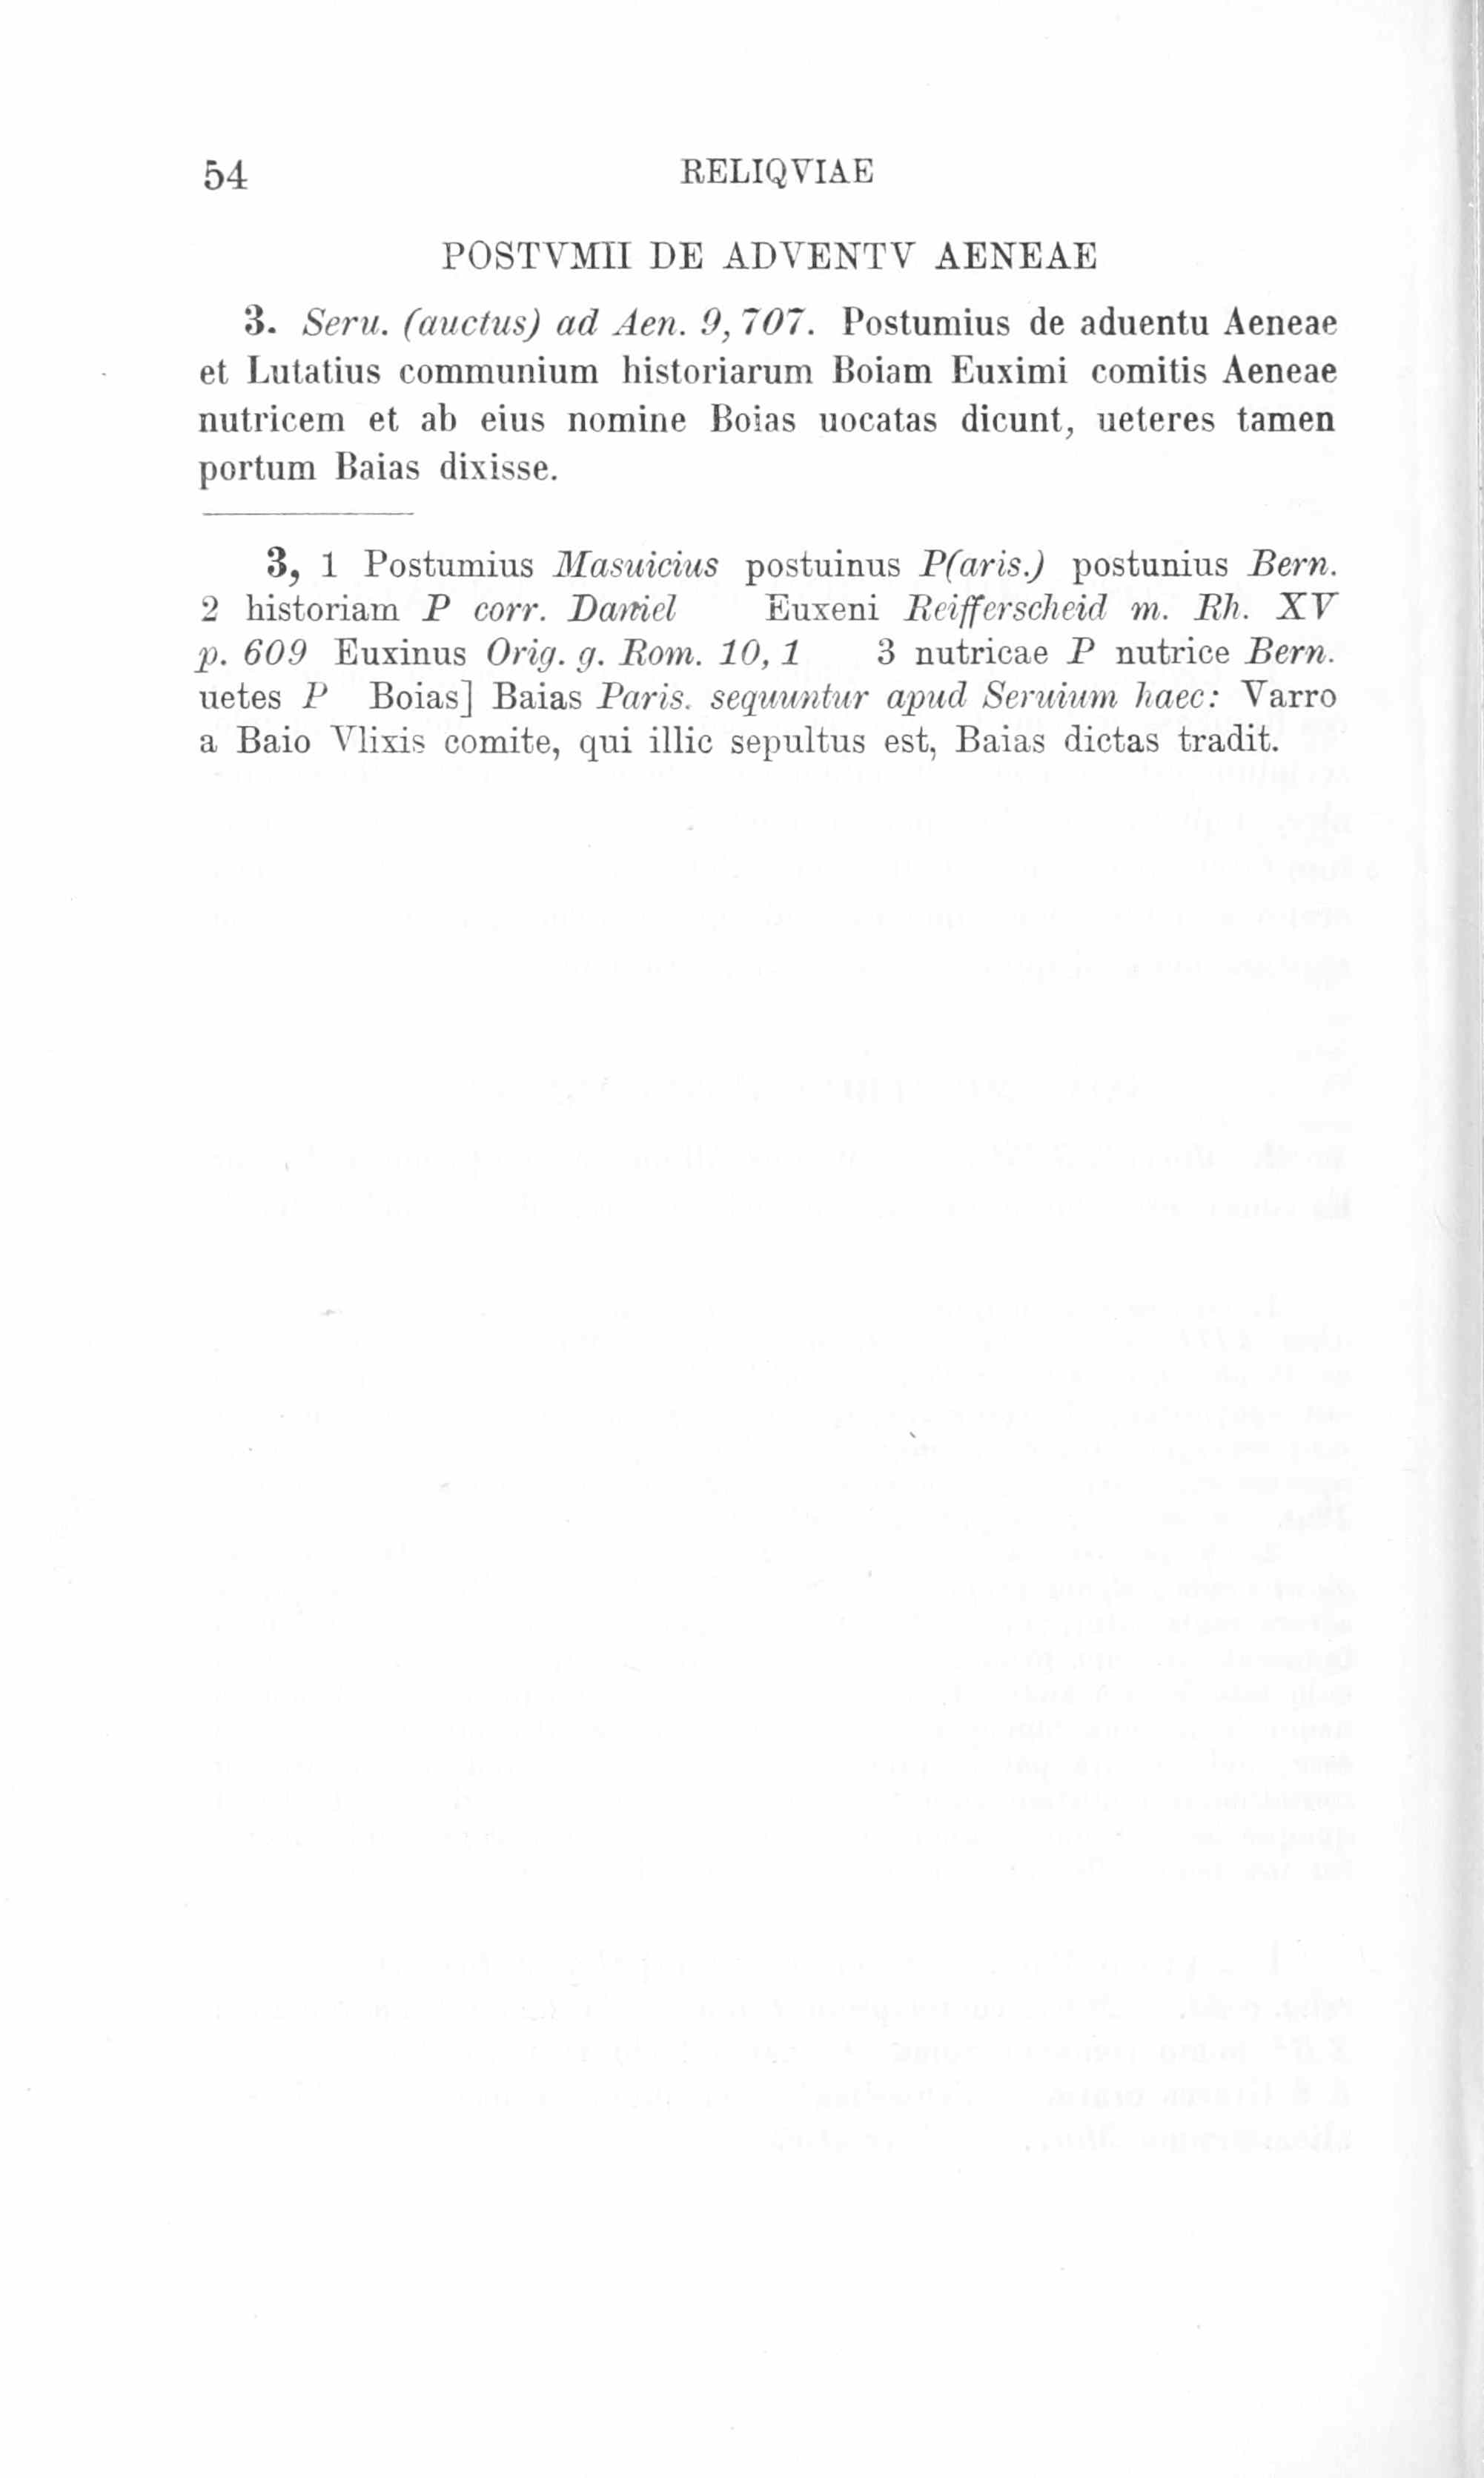 54 RELIQVIAE
POSTVMII DE ADVENTV AENEAE
3. Seru. (auctus) ad Aen. 9, 707. Postumius de aduentu Aeneae
et Lutatius communium historiarum Boiam Euximi comitis Aeneae
nutricem et ab eius nomine Boias uocatas dicunt, ueteres tamen
portum Baias dixisse.
3, 1 Postumius Masuicius postuinus P(aris.) postunius Bern.
2 historiam P corr. Daniel Euxeni Reifferscheid m. Rh. XV
p. 609 Euxinus Orig. g. Rom. 10, 1 3 nutricae P nutrice Bern.
uetes P Boias] Baias Paris. sequuntur apud Seruium haec: Varro
a Baio Vlixis comite, qui illic sepultus est, Baias dictas tradit.